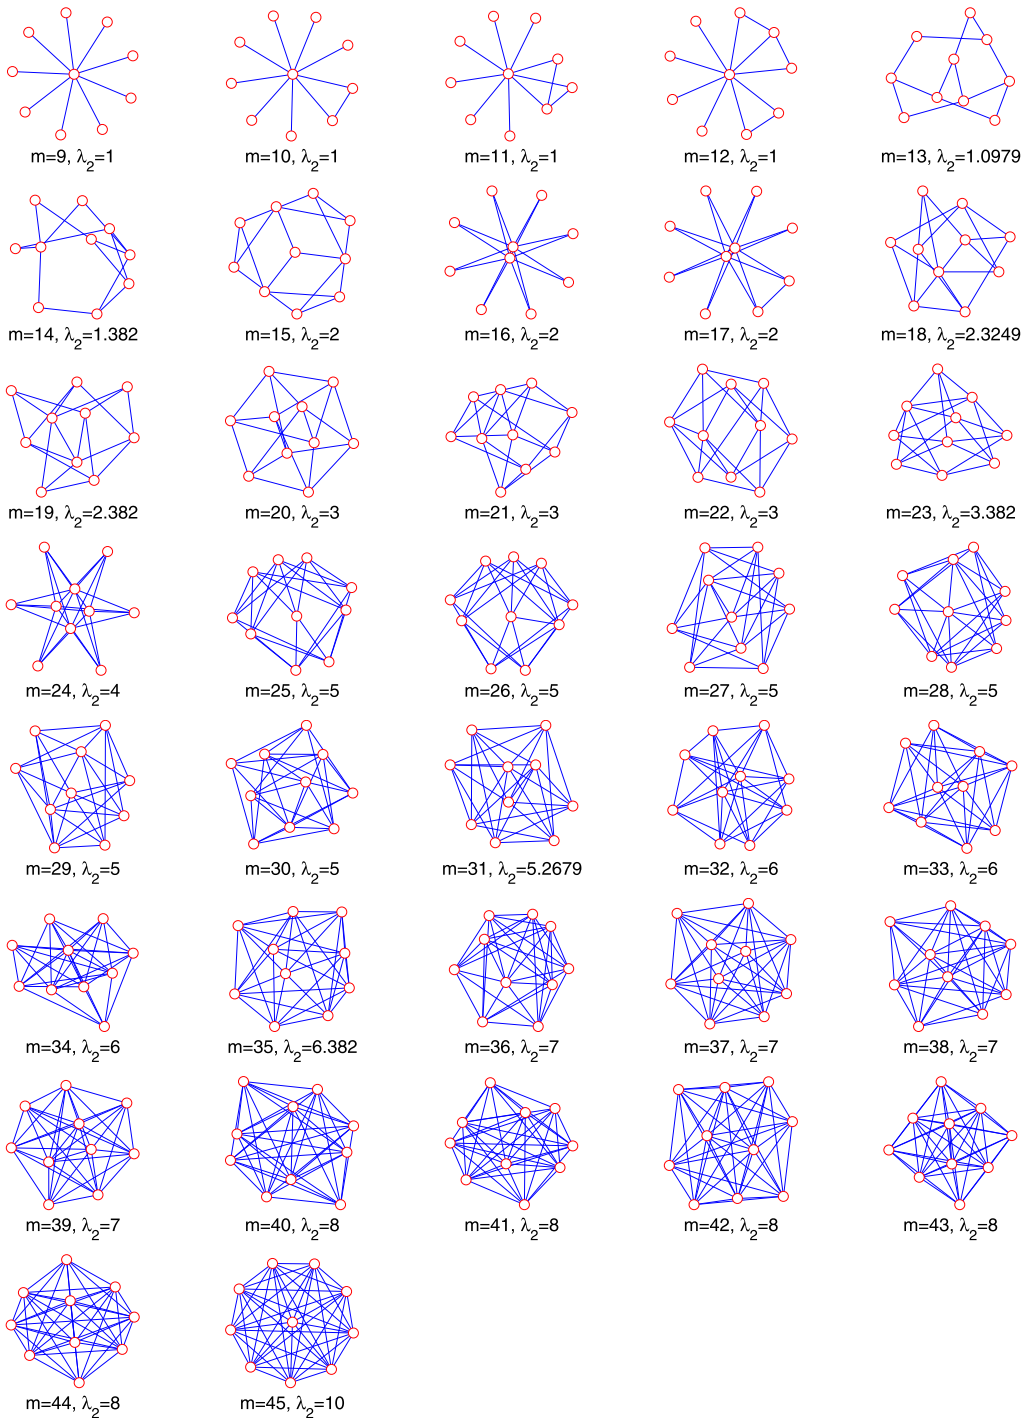 m=9, λ₂=1
m=10, λ₂=1
m=11, λ₂=1
m=12, λ₂=1
m=13, λ₂=1.0979
m=14, λ₂=1.382
m=15, λ₂=2
m=16, λ₂=2
m=17, λ₂=2
m=18, λ₂=2.3249
m=19, λ₂=2.382
m=20, λ₂=3
m=21, λ₂=3
m=22, λ₂=3
m=23, λ₂=3.382
m=24, λ₂=4
m=25, λ₂=5
m=26, λ₂=5
m=27, λ₂=5
m=28, λ₂=5
m=29, λ₂=5
m=30, λ₂=5
m=31, λ₂=5.2679
m=32, λ₂=6
m=33, λ₂=6
m=34, λ₂=6
m=35, λ₂=6.382
m=36, λ₂=7
m=37, λ₂=7
m=38, λ₂=7
m=39, λ₂=7
m=40, λ₂=8
m=41, λ₂=8
m=42, λ₂=8
m=43, λ₂=8
m=44, λ₂=8
m=45, λ₂=10